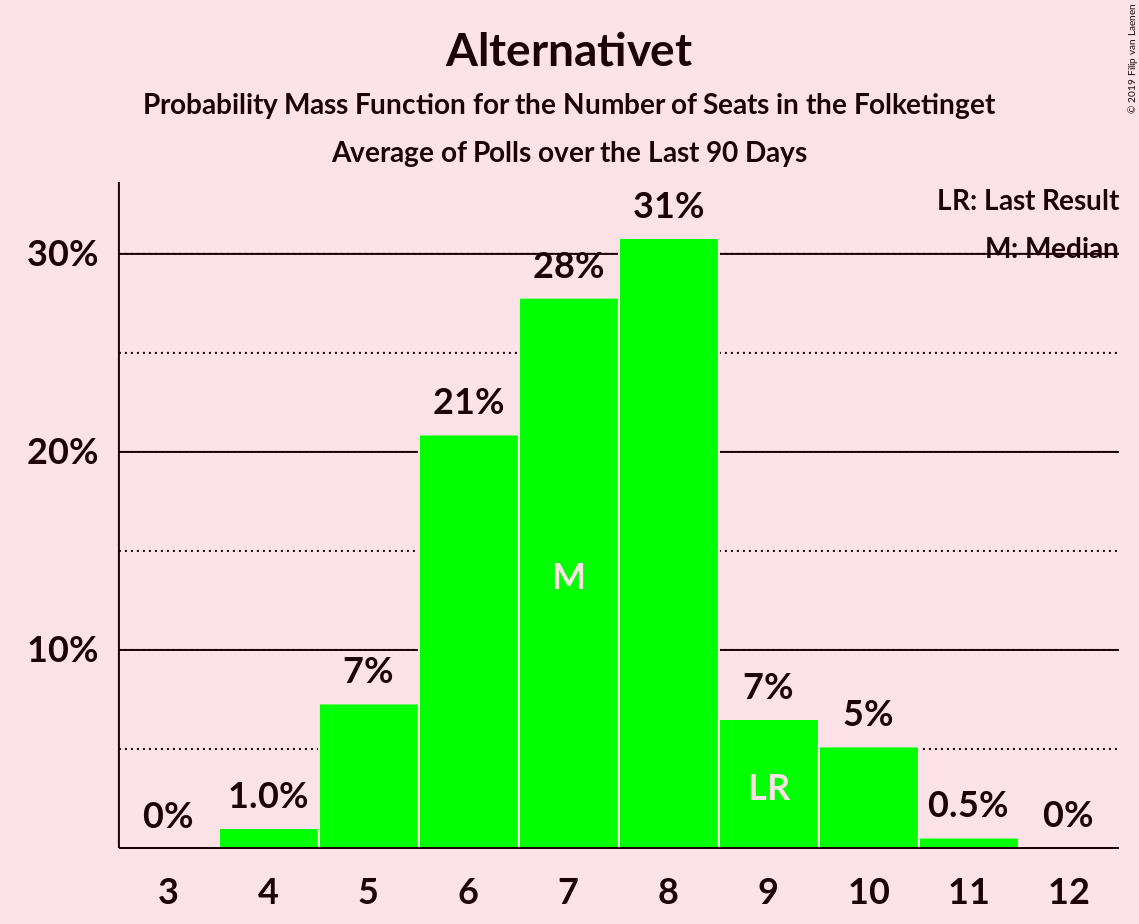 Alternativet
Probability Mass Function for the Number of Seats in the Folketinget
Average of Polls over the Last 90 Days
© 2019 Filip van Laenen
LR: Last Result
M: Median
30%
20%
10%
0%
1.0%
7%
21%
28%
31%
7%
5%
0.5%
0%
M
LR
3 4 5 6 7 8 9 10 11 12